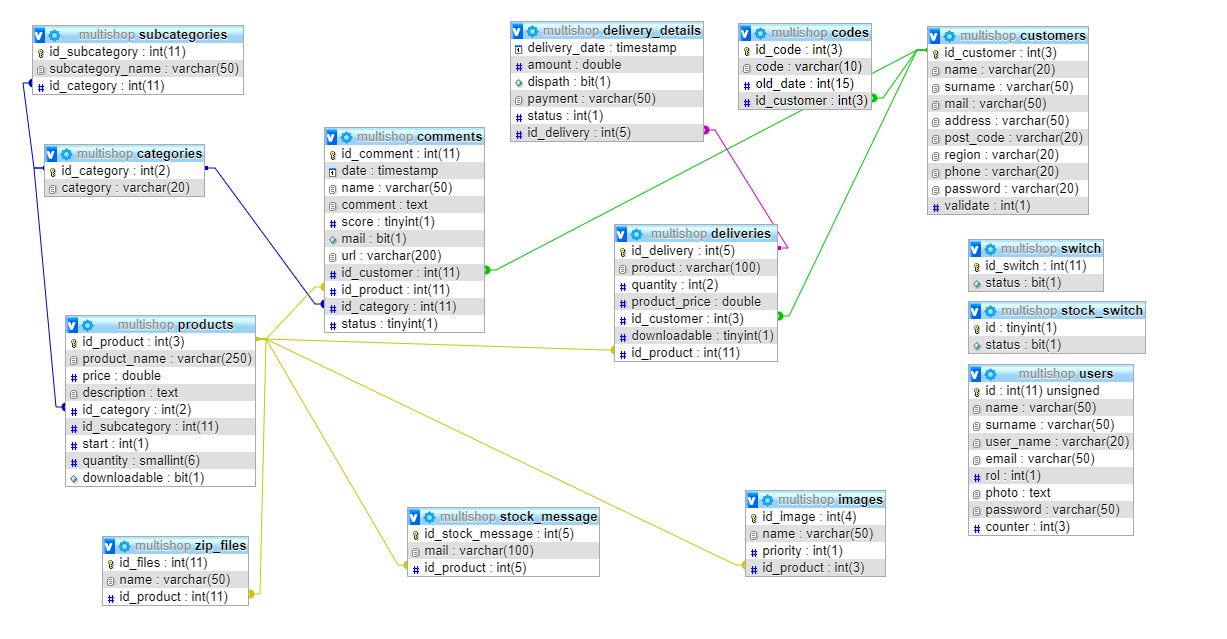 multishop subcategories
id_subcategory : int(11)
subcategory_name : varchar(50)
id_category : int(11)
multishop categories
id_category : int(2)
category : varchar(20)
multishop products
id_product : int(3)
product_name : varchar(250)
price : double
description : text
id_category : int(2)
id_subcategory : int(11)
start : int(1)
quantity : smallint(6)
downloadable : bit(1)
multishop zip_files
id_files : int(11)
name : varchar(50)
id_product : int(11)
multishop comments
id_comment : int(11)
date : timestamp
name : varchar(50)
comment : text
score : tinyint(1)
mail : bit(1)
url : varchar(200)
id_customer : int(11)
id_product : int(11)
id_category : int(11)
status : tinyint(1)
multishop stock_message
id_stock_message : int(5)
mail : varchar(100)
id_product : int(5)
multishop delivery_details
delivery_date : timestamp
amount : double
dispath : bit(1)
payment : varchar(50)
status : int(1)
id_delivery : int(5)
multishop deliveries
id_delivery : int(5)
product : varchar(100)
quantity : int(2)
product_price : double
id_customer : int(3)
downloadable : tinyint(1)
id_product : int(11)
multishop codes
id_code : int(3)
code : varchar(10)
old_date : int(15)
id_customer : int(3)
multishop images
id_image : int(4)
name : varchar(50)
priority : int(1)
id_product : int(3)
multishop customers
id_customer : int(3)
name : varchar(20)
surname : varchar(50)
mail : varchar(50)
address : varchar(50)
post_code : varchar(20)
region : varchar(20)
phone : varchar(20)
password : varchar(20)
validate : int(1)
multishop switch
id_switch : int(11)
status : bit(1)
multishop stock_switch
id : tinyint(1)
status : bit(1)
multishop users
id : int(11) unsigned
name : varchar(50)
surname : varchar(50)
user_name : varchar(20)
email : varchar(50)
rol : int(1)
photo : text
password : varchar(50)
counter : int(3)